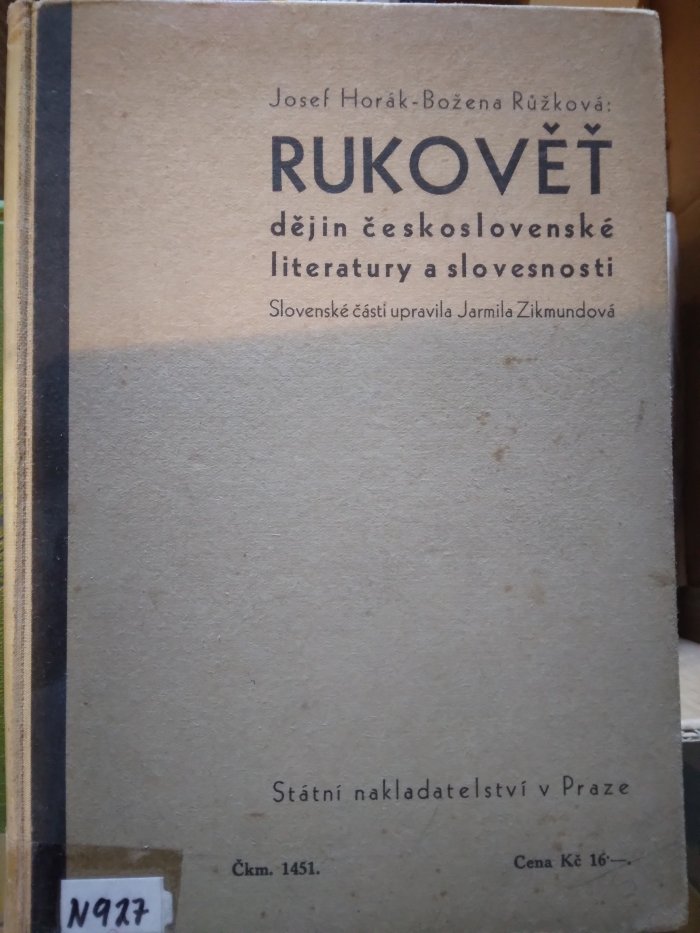 Josef Horák-Božena Růžková:
RUKOVĚŤ
dějin československé
literatury a slovesnosti
Slovenské části upravila Jarmila Zikmundová
Státní nakladatelství v Praze
Čkm. 1451.
Cena Kč 16·—.
N927